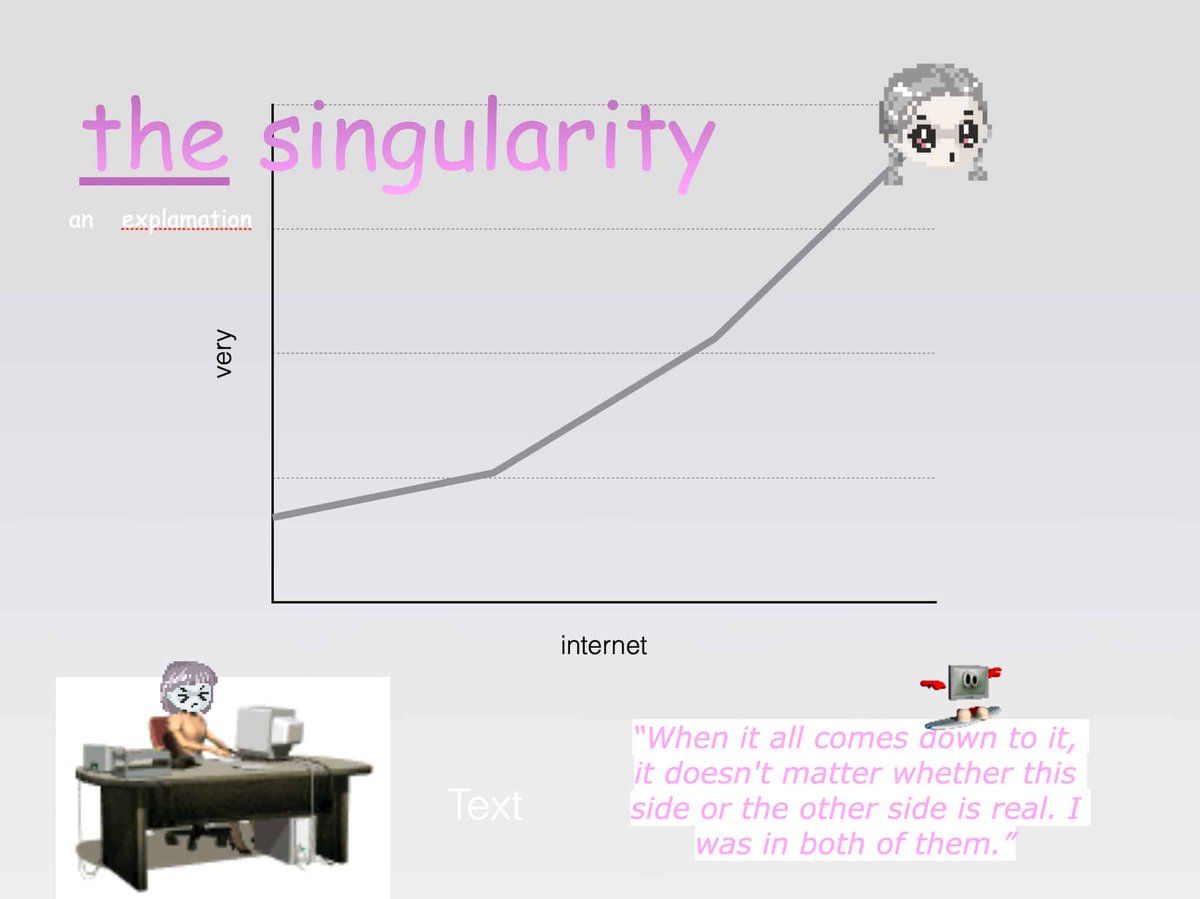 the singularity
an explamation
very
internet
Text
“When it all comes down to it,
it doesn't matter whether this
side or the other side is real. I
was in both of them.”